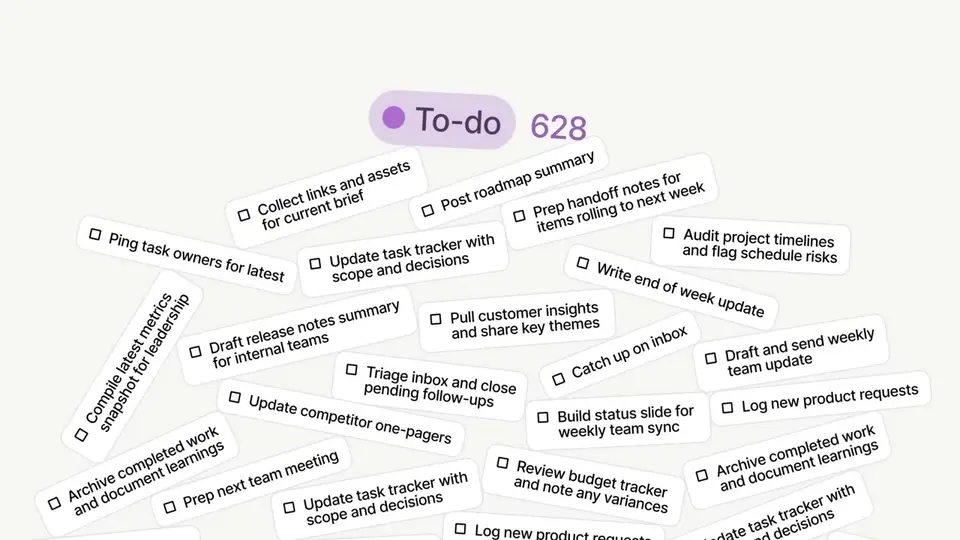 To-do 628
Collect links and assets
for current brief
Post roadmap summary
Prep handoff notes for
items rolling to next week
Ping task owners for latest
Update task tracker with
scope and decisions
Audit project timelines
and flag schedule risks
Write end of week update
Compile latest metrics
snapshot for leadership
Draft release notes summary
for internal teams
Pull customer insights
and share key themes
Catch up on inbox
Draft and send weekly
team update
Triage inbox and close
pending follow-ups
Update competitor one-pagers
Build status slide for
weekly team sync
Log new product requests
Archive completed work
and document learnings
Prep next team meeting
Update task tracker with
scope and decisions
Review budget tracker
and note any variances
Archive completed work
and document learnings
Log new product requests
task tracker with
decisions